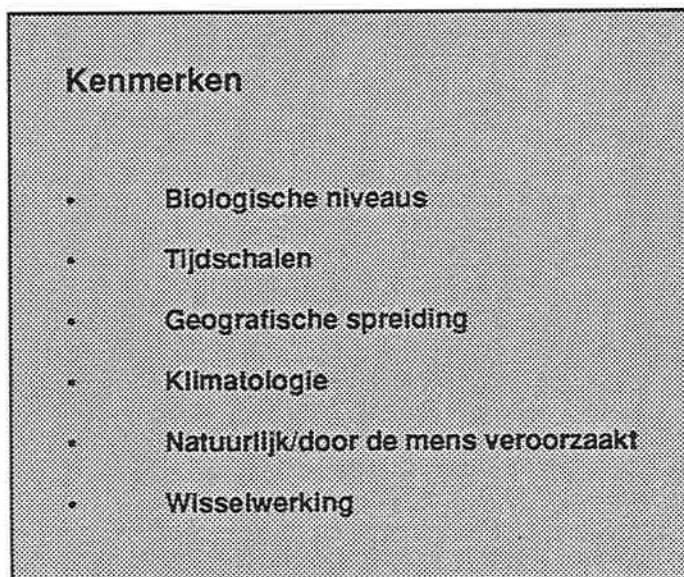 Kenmerken
• Biologische niveaus
• Tijdschalen
• Geografische spreiding
• Klimatologie
• Natuurlijk/door de mens veroorzaakt
• Wisselwerking